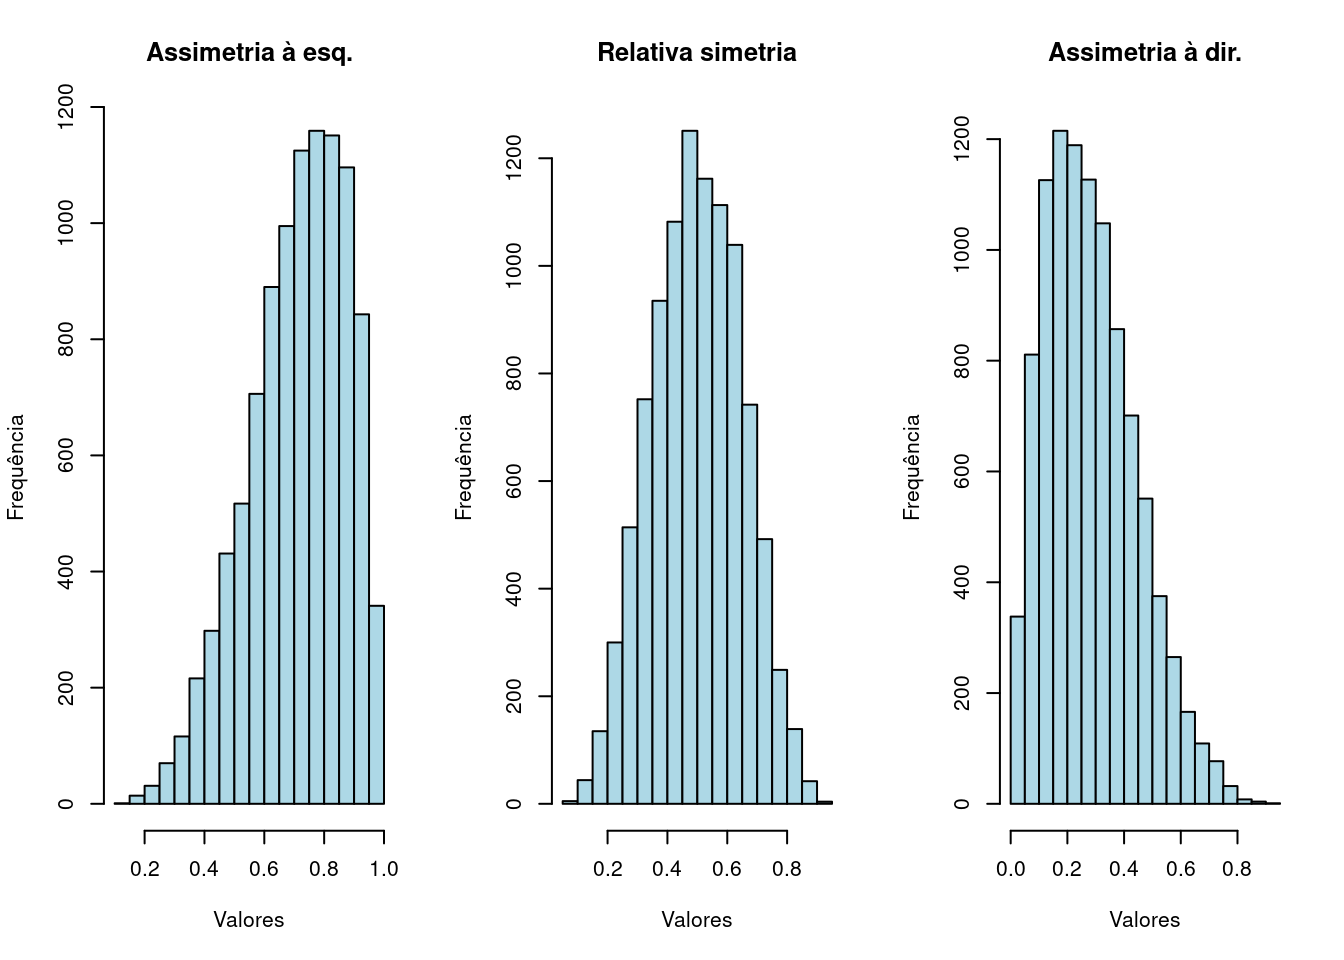 Assimetria à esq.
Frequência
0
200
400
600
800
1000
1200
0.2 0.4 0.6 0.8 1.0
Valores
Relativa simetria
Frequência
0
200
400
600
800
1000
1200
0.2 0.4 0.6 0.8
Valores
Assimetria à dir.
Frequência
0
200
400
600
800
1000
1200
0.0 0.2 0.4 0.6 0.8
Valores